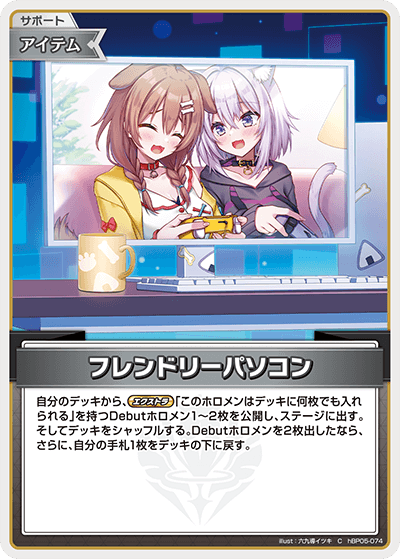 サポート
アイテム
フレンドリーパソコン
自分のデッキから、エクストラ「このホロメンはデッキに何枚でも入れ
られる」を持つDebutホロメン1〜2枚を公開し、ステージに出す。
そしてデッキをシャッフルする。Debutホロメンを2枚出したなら、
さらに、自分の手札1枚をデッキの下に戻す。
illust：六九導イツキ C hBP05-074